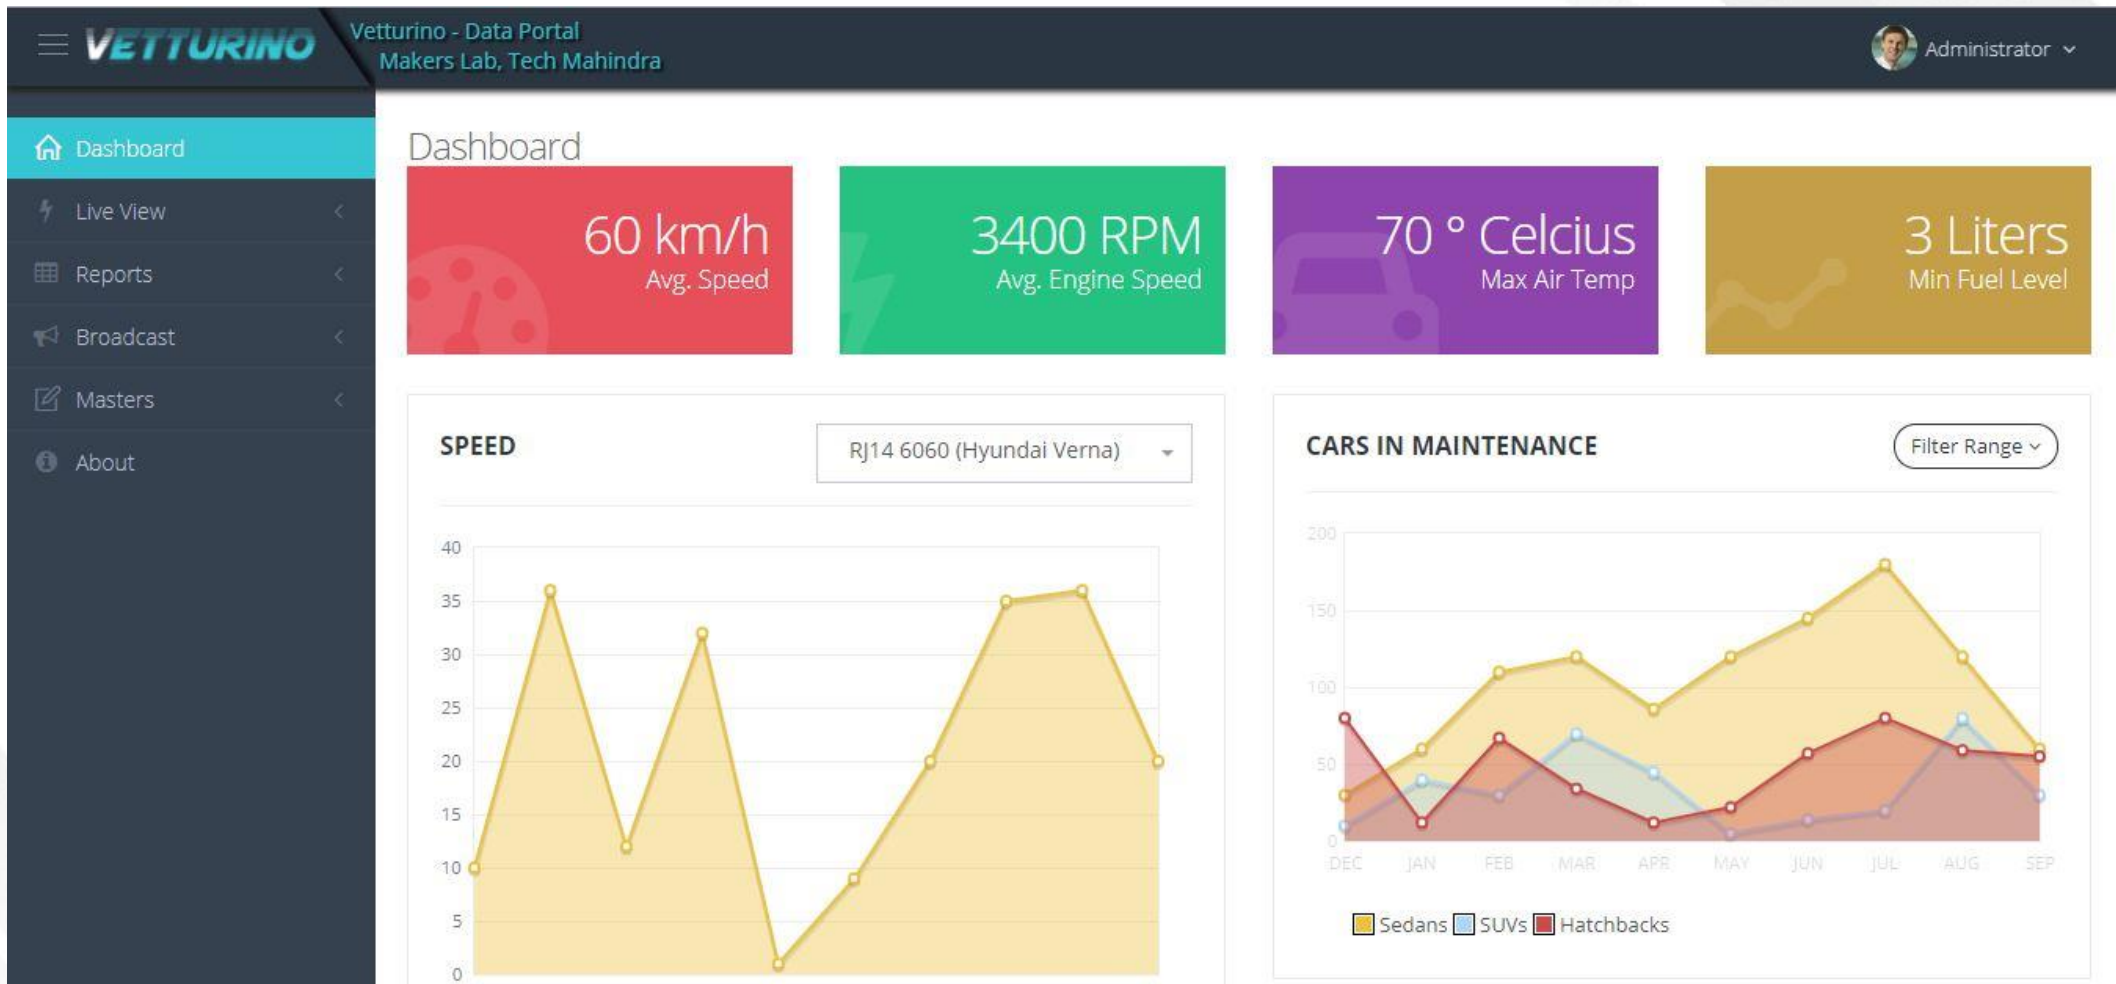 VETTURINO
Vetturino - Data Portal
Makers Lab, Tech Mahindra
Administrator
Dashboard
Live View
Reports
Broadcast
Masters
About
Dashboard
60 km/h
Avg. Speed
3400 RPM
Avg. Engine Speed
70 ° Celcius
Max Air Temp
3 Liters
Min Fuel Level
SPEED
RJ14 6060 (Hyundai Verna)
40
35
30
25
20
15
10
5
0
CARS IN MAINTENANCE
Filter Range
200
150
100
50
0
DEC JAN FEB MAR APR MAY JUN JUL AUG SEP
Sedans SUVs Hatchbacks